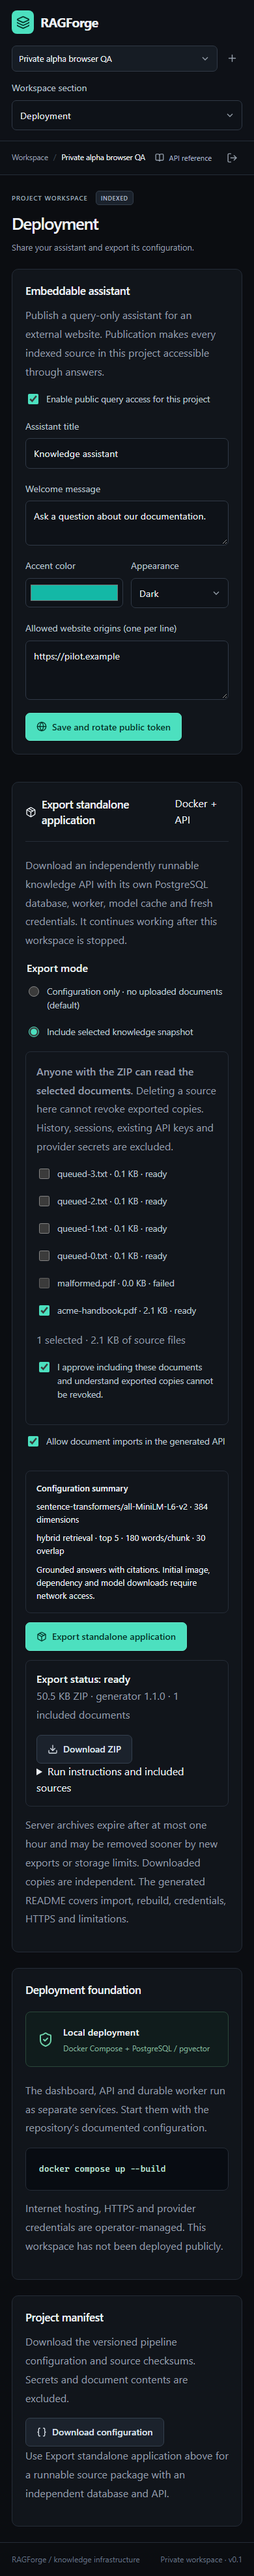 RAGForge
Private alpha browser QA
Workspace section
Deployment
Workspace / Private alpha browser QA API reference
PROJECT WORKSPACE INDEXED
Deployment
Share your assistant and export its configuration.
Embeddable assistant
Publish a query-only assistant for an
external website. Publication makes every
indexed source in this project accessible
through answers.
Enable public query access for this project
Assistant title
Knowledge assistant
Welcome message
Ask a question about our documentation.
Accent color Appearance
Dark
Allowed website origins (one per line)
https://pilot.example
Save and rotate public token
Export standalone
application
Docker +
API
Download an independently runnable
knowledge API with its own PostgreSQL
database, worker, model cache and fresh
credentials. It continues working after this
workspace is stopped.
Export mode
Configuration only · no uploaded documents
(default)
Include selected knowledge snapshot
Anyone with the ZIP can read the
selected documents. Deleting a source
here cannot revoke exported copies.
History, sessions, existing API keys and
provider secrets are excluded.
queued-3.txt · 0.1 KB · ready
queued-2.txt · 0.1 KB · ready
queued-1.txt · 0.1 KB · ready
queued-0.txt · 0.1 KB · ready
malformed.pdf · 0.0 KB · failed
acme-handbook.pdf · 2.1 KB · ready
1 selected · 2.1 KB of source files
I approve including these documents
and understand exported copies cannot
be revoked.
Allow document imports in the generated API
Configuration summary
sentence-transformers/all-MiniLM-L6-v2 · 384
dimensions
hybrid retrieval · top 5 · 180 words/chunk · 30
overlap
Grounded answers with citations. Initial image,
dependency and model downloads require
network access.
Export standalone application
Export status: ready
50.5 KB ZIP · generator 1.1.0 · 1
included documents
Download ZIP
Run instructions and included
sources
Server archives expire after at most one
hour and may be removed sooner by new
exports or storage limits. Downloaded
copies are independent. The generated
README covers import, rebuild, credentials,
HTTPS and limitations.
Deployment foundation
Local deployment
Docker Compose + PostgreSQL / pgvector
The dashboard, API and durable worker run
as separate services. Start them with the
repository's documented configuration.
docker compose up --build
Internet hosting, HTTPS and provider
credentials are operator-managed. This
workspace has not been deployed publicly.
Project manifest
Download the versioned pipeline
configuration and source checksums.
Secrets and document contents are
excluded.
{ } Download configuration
Use Export standalone application above for
a runnable source package with an
independent database and API.
RAGForge / knowledge infrastructure Private workspace · v0.1